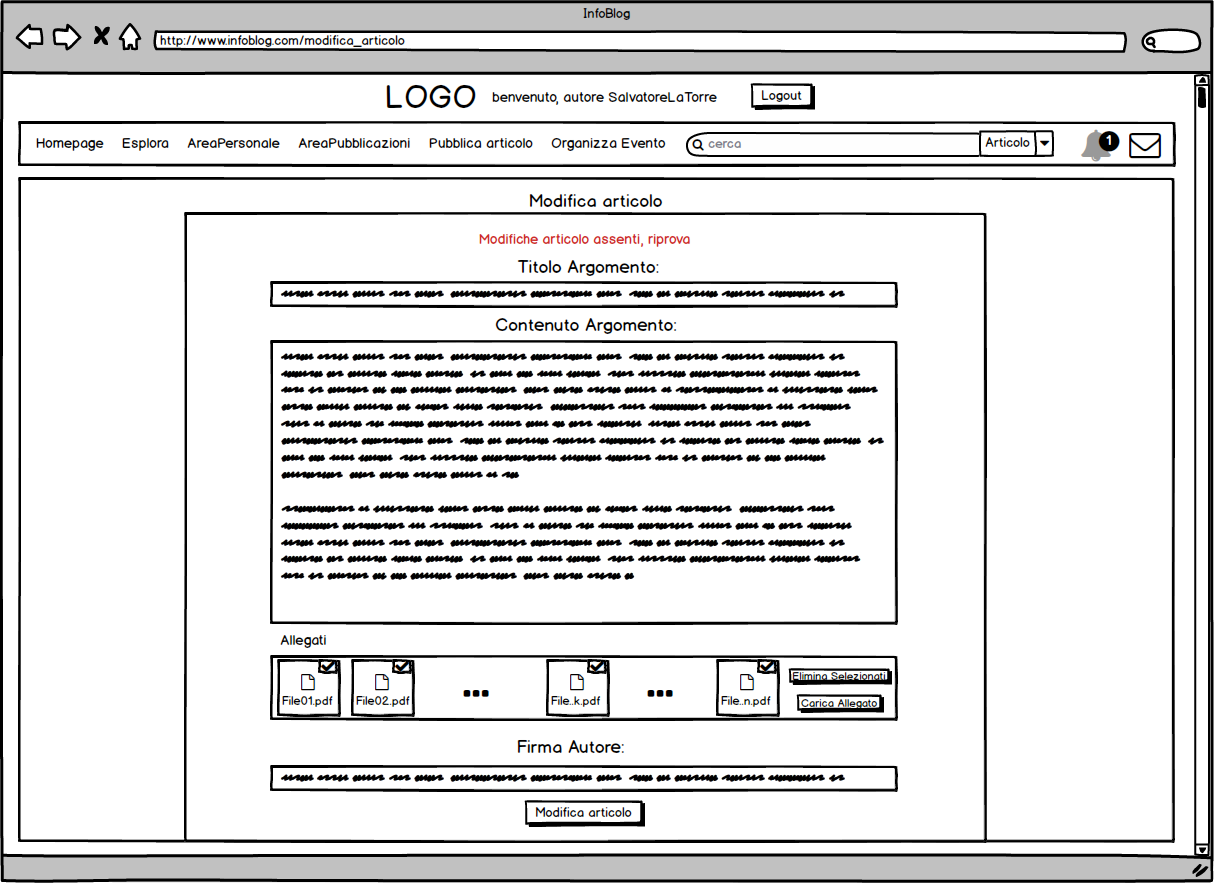 InfoBlog
http://www.infoblog.com/modifica_articolo
LOGO benvenuto, autore SalvatoreLaTorre Logout
Homepage Esplora AreaPersonale AreaPubblicazioni Pubblica articolo Organizza Evento cerca Articolo 1
Modifica articolo
Modifiche articolo assenti, riprova
Titolo Argomento:
Contenuto Argomento:
Allegati
File01.pdf File02.pdf ... File..k.pdf ... File..n.pdf Elimina Selezionati
Carica Allegato
Firma Autore:
Modifica articolo